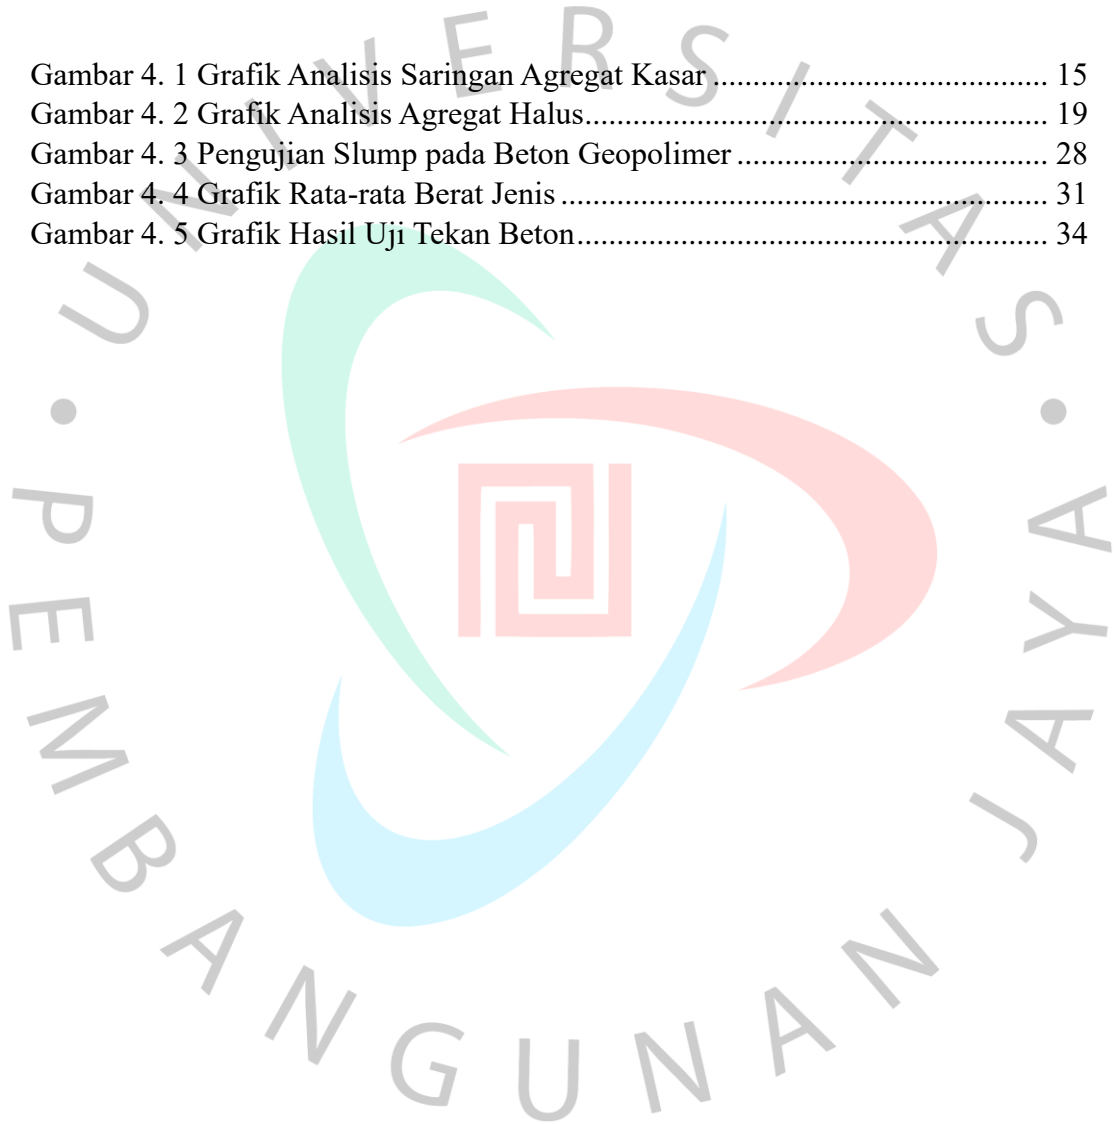 Gambar 4. 1 Grafik Analisis Saringan Agregat Kasar ........................................ 15
Gambar 4. 2 Grafik Analisis Agregat Halus........................................................ 19
Gambar 4. 3 Pengujian Slump pada Beton Geopolimer ..................................... 28
Gambar 4. 4 Grafik Rata-rata Berat Jenis ........................................................... 31
Gambar 4. 5 Grafik Hasil Uji Tekan Beton......................................................... 34
UNIVERSITAS • PEMBANGUNAN JAYA •